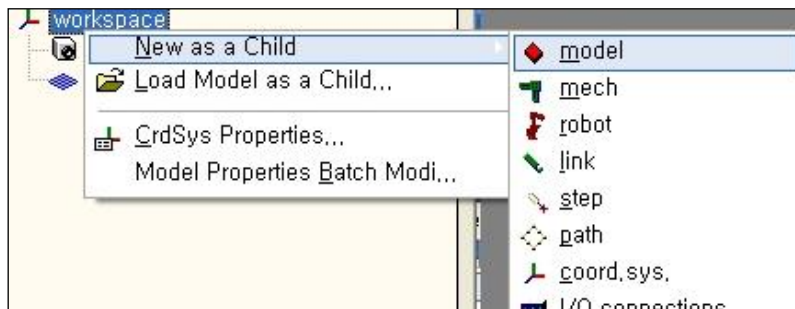 workspace
New as a Child
Load Model as a Child...
CrdSys Properties...
Model Properties Batch Modi...
model
mech
robot
link
step
path
coord.sys.
I/O connections